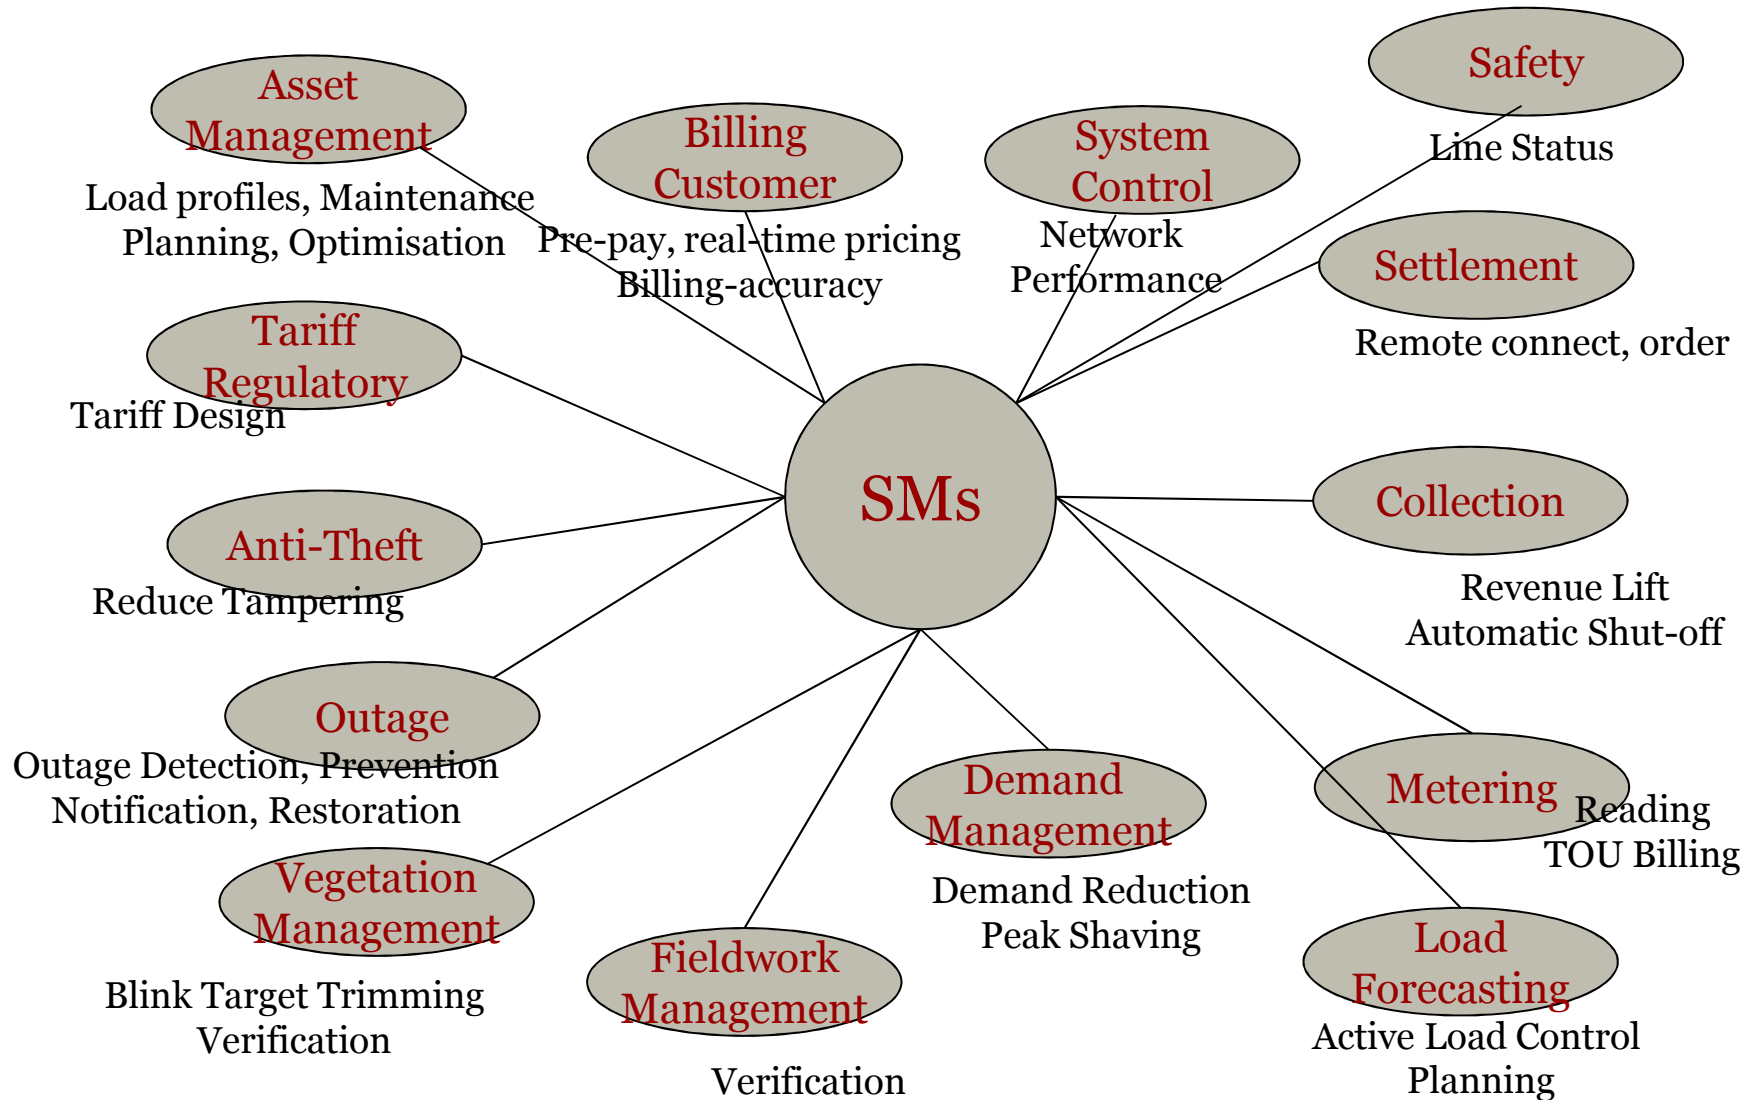 Asset
Management
Load profiles, Maintenance
Planning, Optimisation
Billing
Customer
Pre-pay, real-time pricing
Billing-accuracy
System
Control
Network
Performance
Safety
Line Status
Settlement
Remote connect, order
Tariff
Regulatory
Tariff Design
SMs
Collection
Revenue Lift
Automatic Shut-off
Anti-Theft
Reduce Tampering
Outage
Outage Detection, Prevention
Notification, Restoration
Demand
Management
Demand Reduction
Peak Shaving
Metering
Reading
TOU Billing
Vegetation
Management
Blink Target Trimming
Verification
Fieldwork
Management
Verification
Load
Forecasting
Active Load Control
Planning